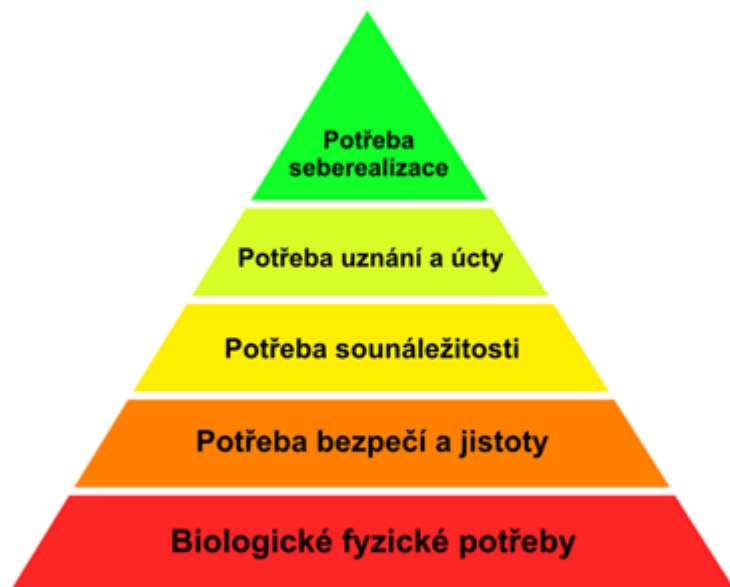 Potřeba
seberealizace
Potřeba uznání a úcty
Potřeba sounáležitosti
Potřeba bezpečí a jistoty
Biologické fyzické potřeby